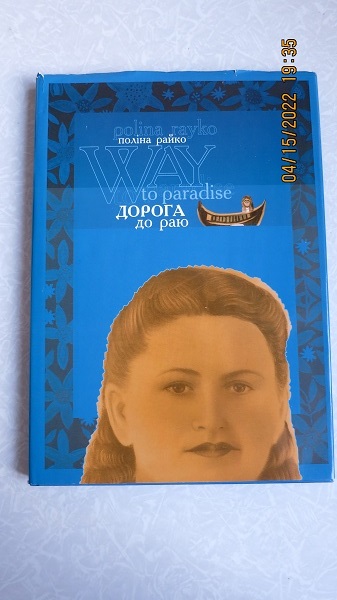 polina rayko
поліна райко
WAY
to paradise
ДОРОГА
до раю
04/15/2022 19:35